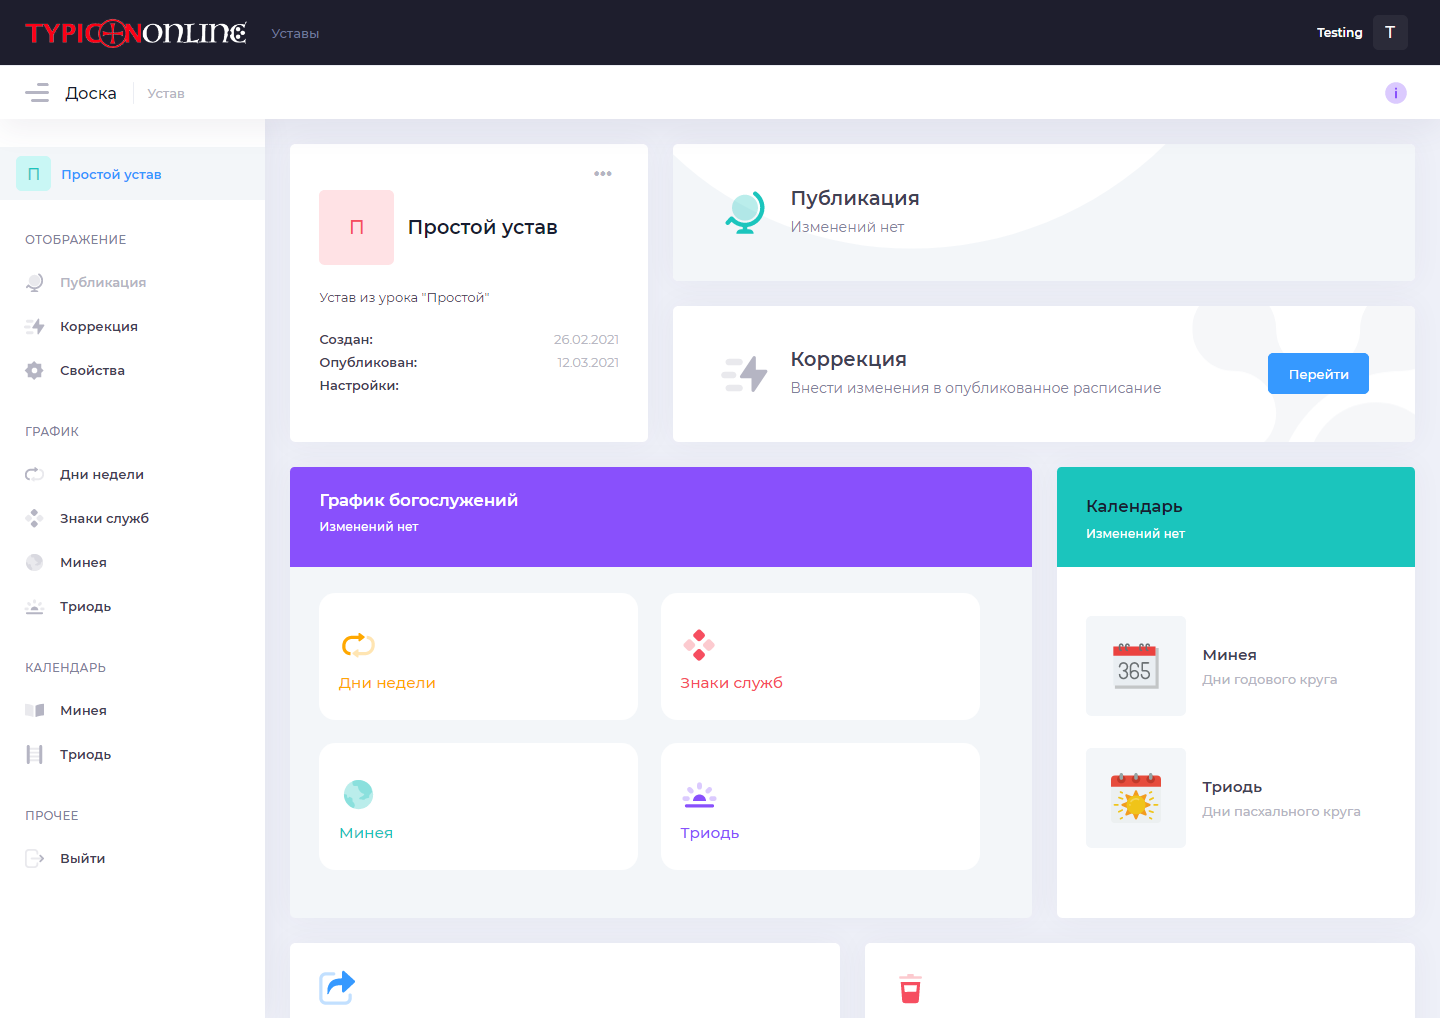 TYPICONONLINE
Уставы
Testing
T
Доска
Устав
i
П
Простой устав
ОТОБРАЖЕНИЕ
Публикация
Коррекция
Свойства
ГРАФИК
Дни недели
Знаки служб
Минея
Триодь
КАЛЕНДАРЬ
Минея
Триодь
ПРОЧЕЕ
Выйти
П
Простой устав
Устав из урока "Простой"
Создан: 26.02.2021
Опубликован: 12.03.2021
Настройки:
Публикация
Изменений нет
Коррекция
Внести изменения в опубликованное расписание
Перейти
График богослужений
Изменений нет
Дни недели
Знаки служб
Минея
Триодь
Календарь
Изменений нет
365
Минея
Дни годового круга
Триодь
Дни пасхального круга